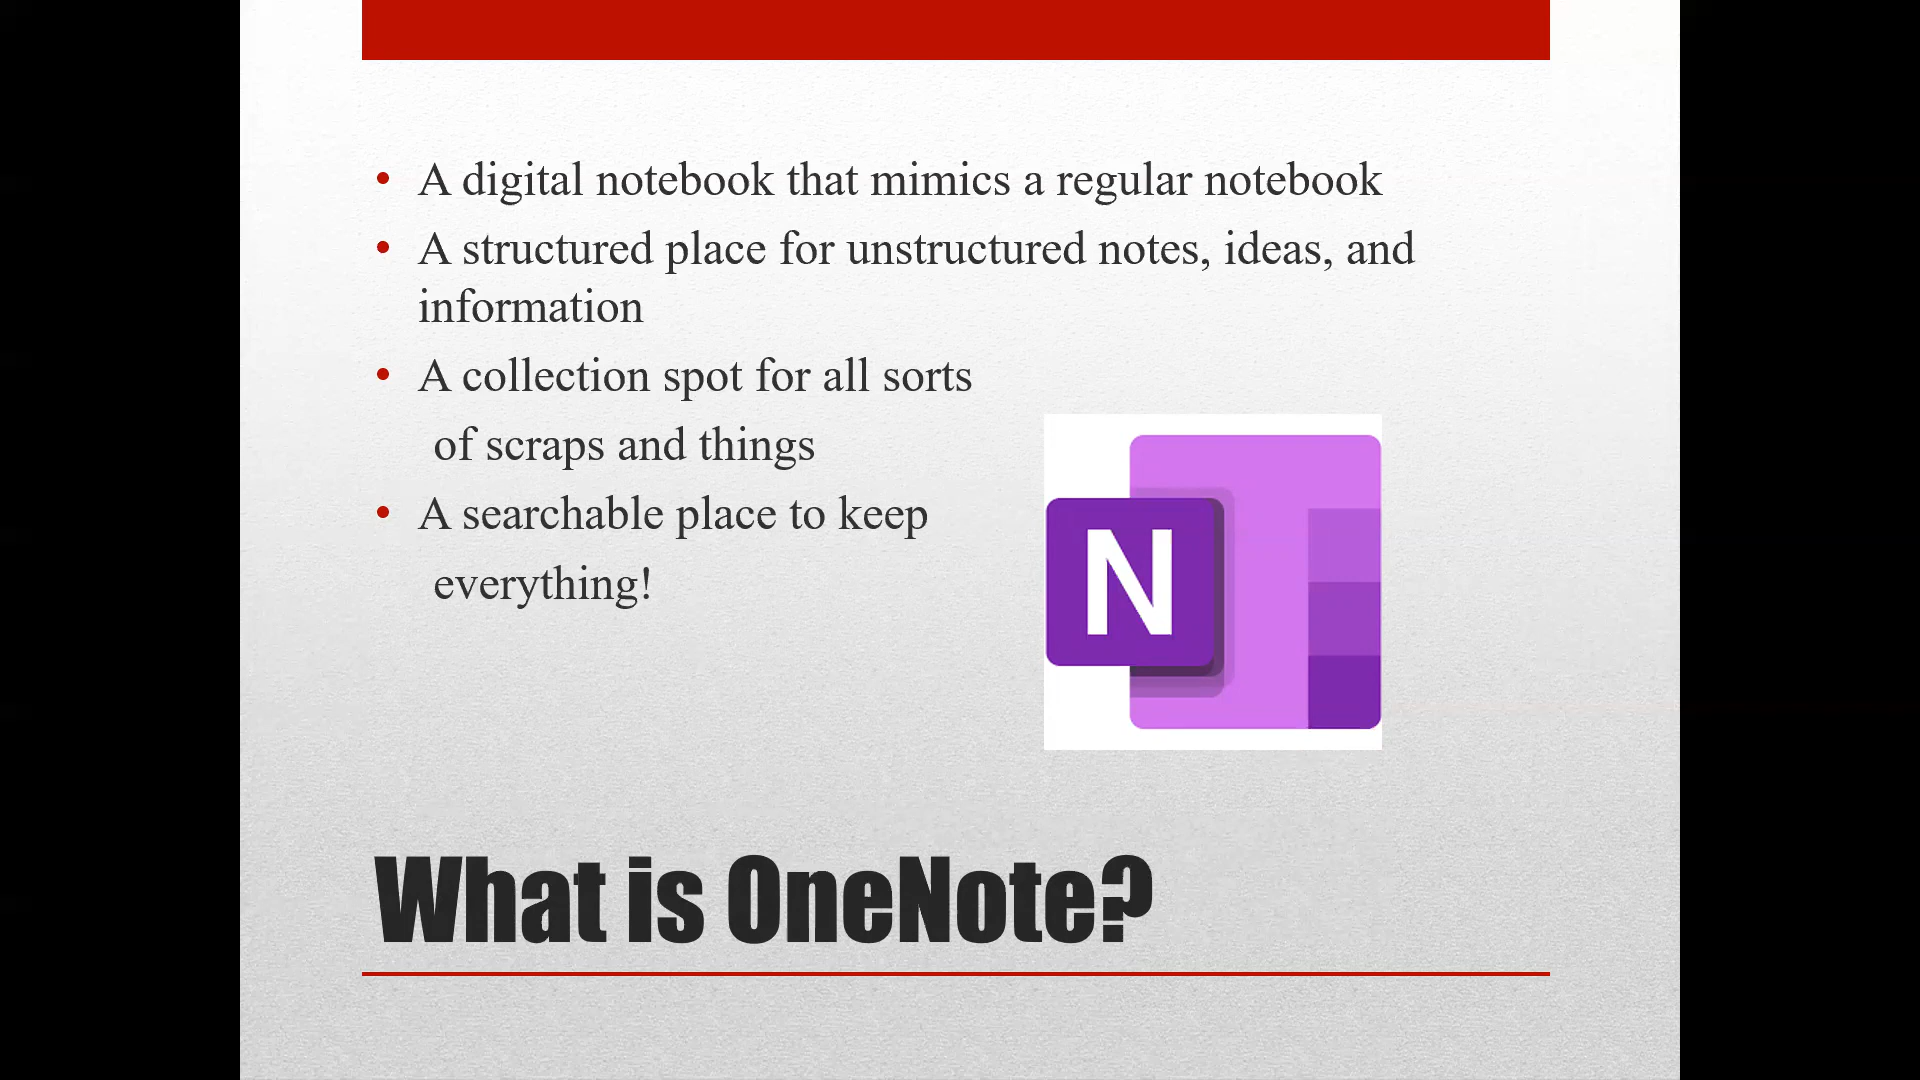 • A digital notebook that mimics a regular notebook
• A structured place for unstructured notes, ideas, and
information
• A collection spot for all sorts
of scraps and things
• A searchable place to keep
everything!
N
What is OneNote?